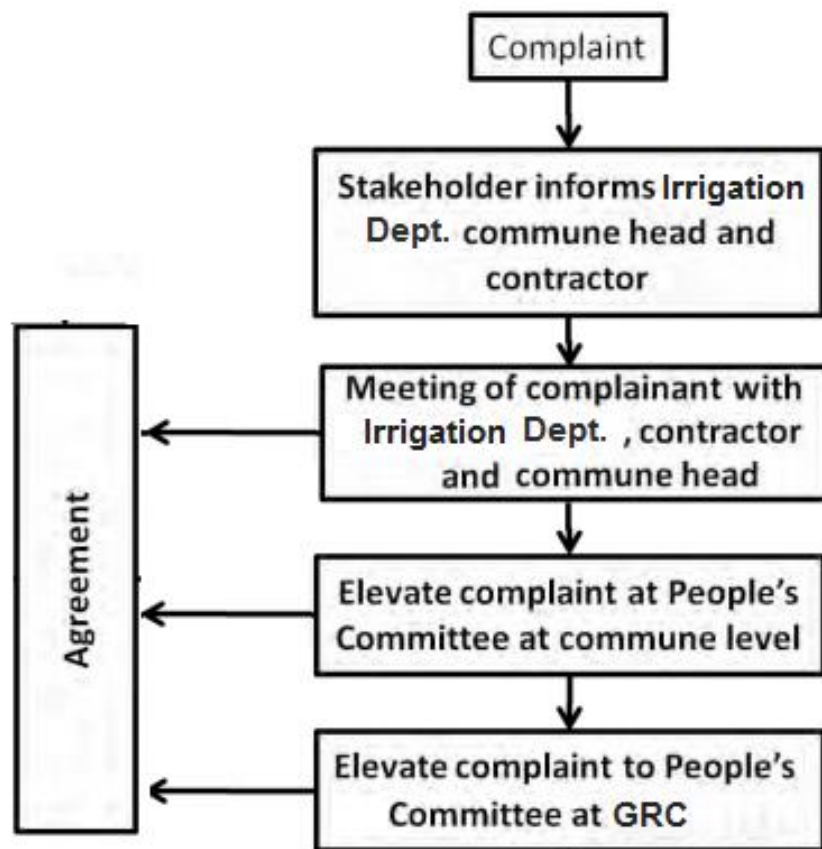 Complaint
Stakeholder informs Irrigation
Dept. commune head and
contractor
Meeting of complainant with
Irrigation Dept. , contractor
and commune head
Agreement
Elevate complaint at People's
Committee at commune level
Elevate complaint to People's
Committee at GRC